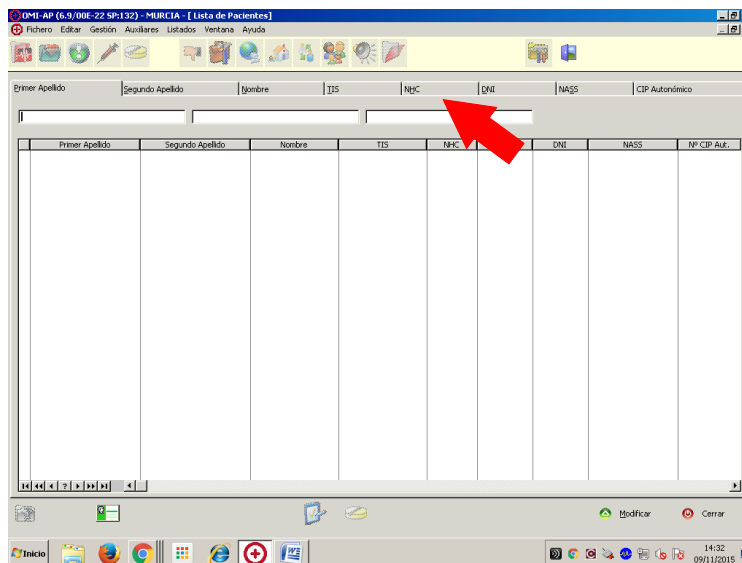 OMI-AP (6.9/00E-22 SP:132) - MURCIA - [ Lista de Pacientes]
Fichero Editar Gestión Auxiliares Listados Ventana Ayuda
Primer Apellido Segundo Apellido Nombre TIS NHC DNI NASS CIP Autonómico
Primer Apellido Segundo Apellido Nombre TIS NHC DNI NASS Nº CIP Aut.
?
Modificar Cerrar
Inicio 14:32
09/11/2015